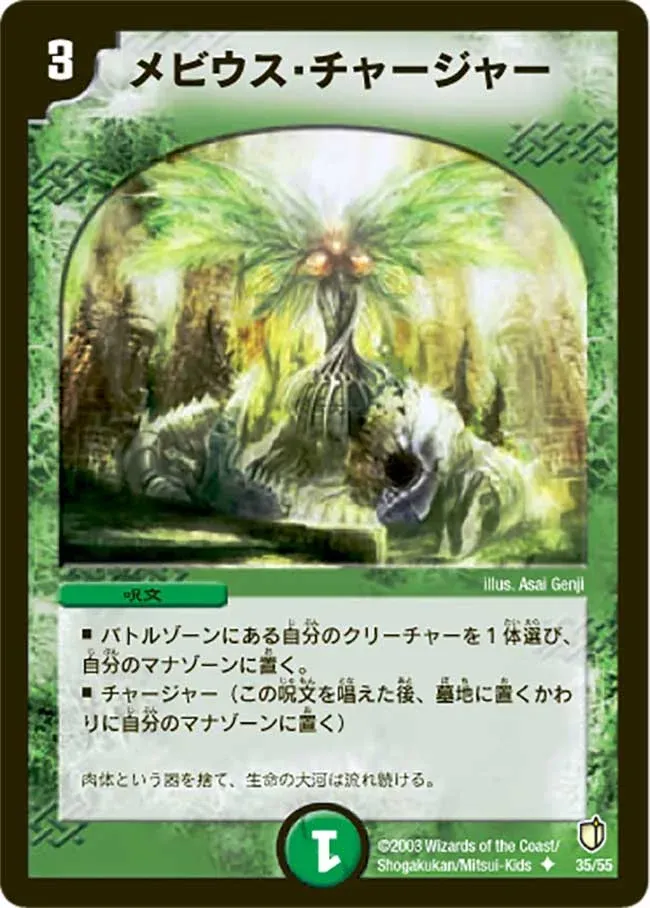 3
メビウス・チャージャー
illus. Asai Genji
呪文
■ バトルゾーンにある自分のクリーチャーを1体選び、
自分のマナゾーンに置く。
■ チャージャー（この呪文を唱えた後、墓地に置くかわ
りに自分のマナゾーンに置く）
肉体という器を捨て、生命の大河は流れ続ける。
1
©2003 Wizards of the Coast/
Shogakukan/Mitsui-Kids ♦ 35/55